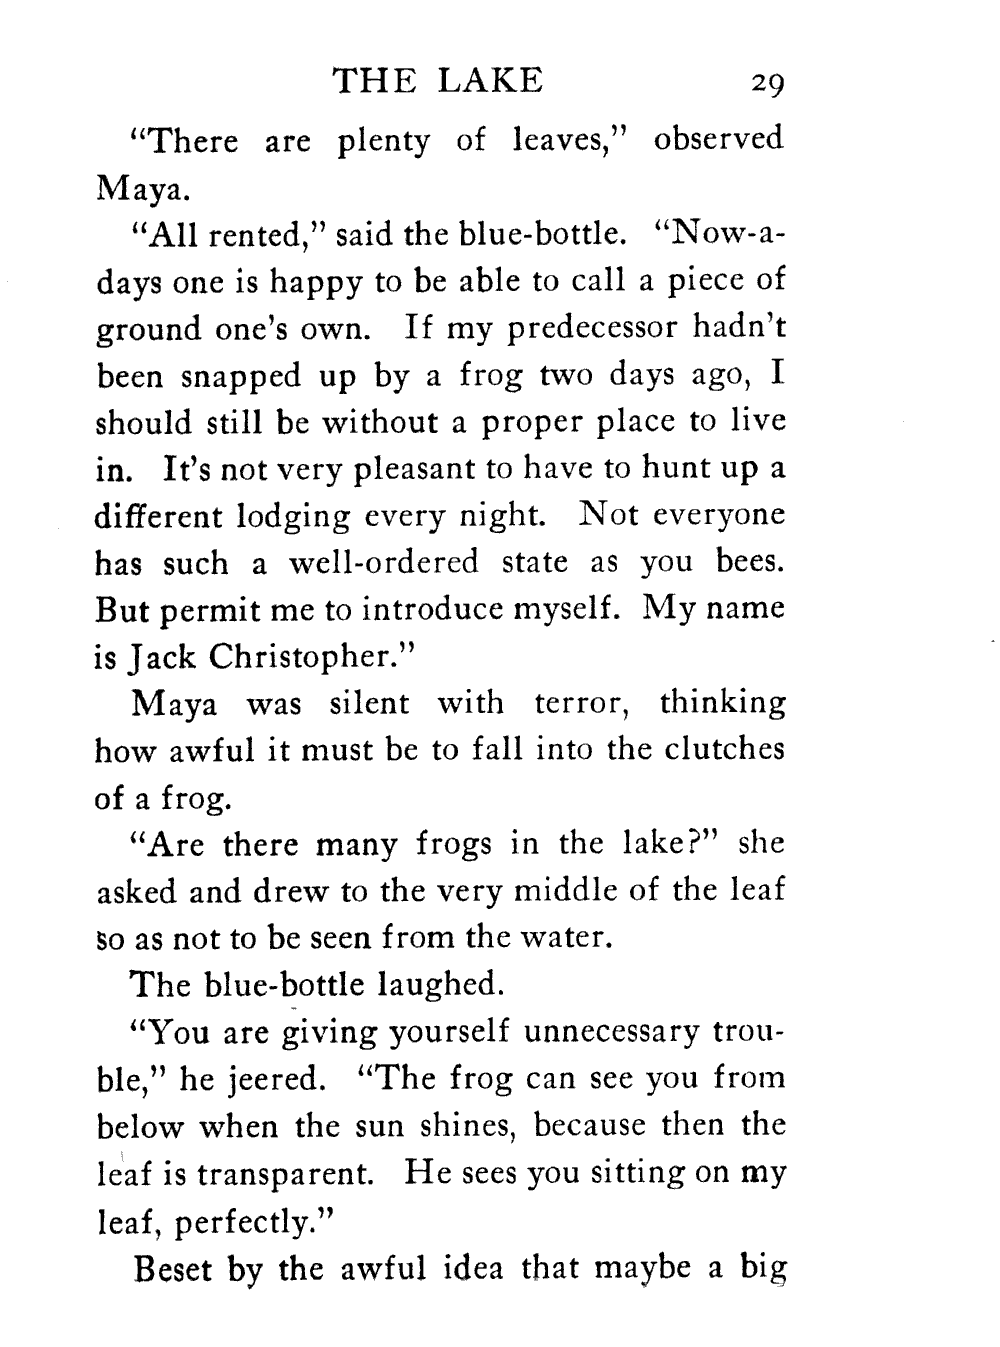 THE LAKE 29
“There are plenty of leaves,” observed
Maya.
“All rented,” said the blue-bottle. “Now-a-
days one is happy to be able to call a piece of
ground one’s own. If my predecessor hadn’t
been snapped up by a frog two days ago, I
should still be without a proper place to live
in. It’s not very pleasant to have to hunt up a
different lodging every night. Not everyone
has such a well-ordered state as you bees.
But permit me to introduce myself. My name
is Jack Christopher.”
Maya was silent with terror, thinking
how awful it must be to fall into the clutches
of a frog.
“Are there many frogs in the lake?” she
asked and drew to the very middle of the leaf
so as not to be seen from the water.
The blue-bottle laughed.
“You are giving yourself unnecessary trou-
ble,” he jeered. “The frog can see you from
below when the sun shines, because then the
leaf is transparent. He sees you sitting on my
leaf, perfectly.”
Beset by the awful idea that maybe a big